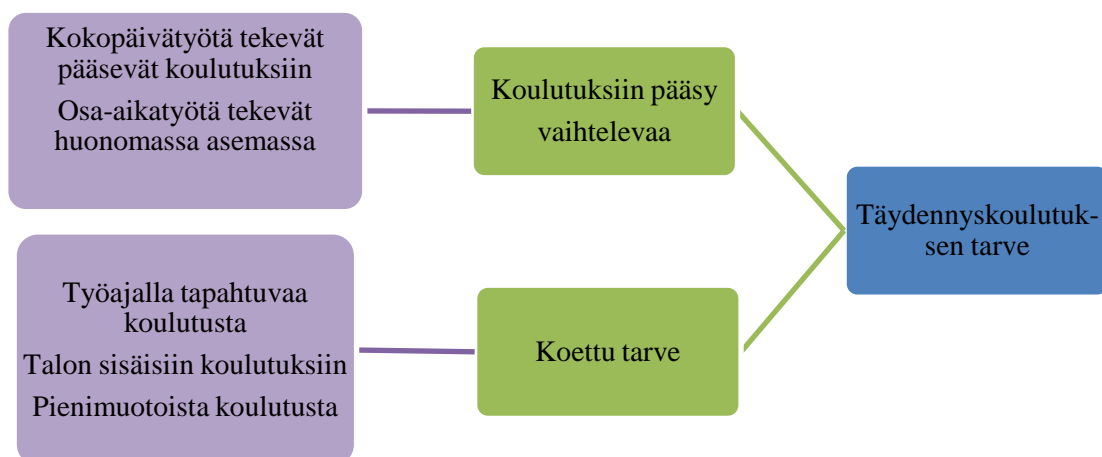 Kokopäivätyötä tekevät
pääsevät koulutuksiin
Osa-aikatyötä tekevät
huonomassa asemassa
Koulutuksiin pääsy
vaihtelevaa
Täydennyskoulutuk-
sen tarve
Työajalla tapahtuvaa
koulutusta
Talon sisäisiin koulutuksiin
Pienimuotoista koulutusta
Koettu tarve